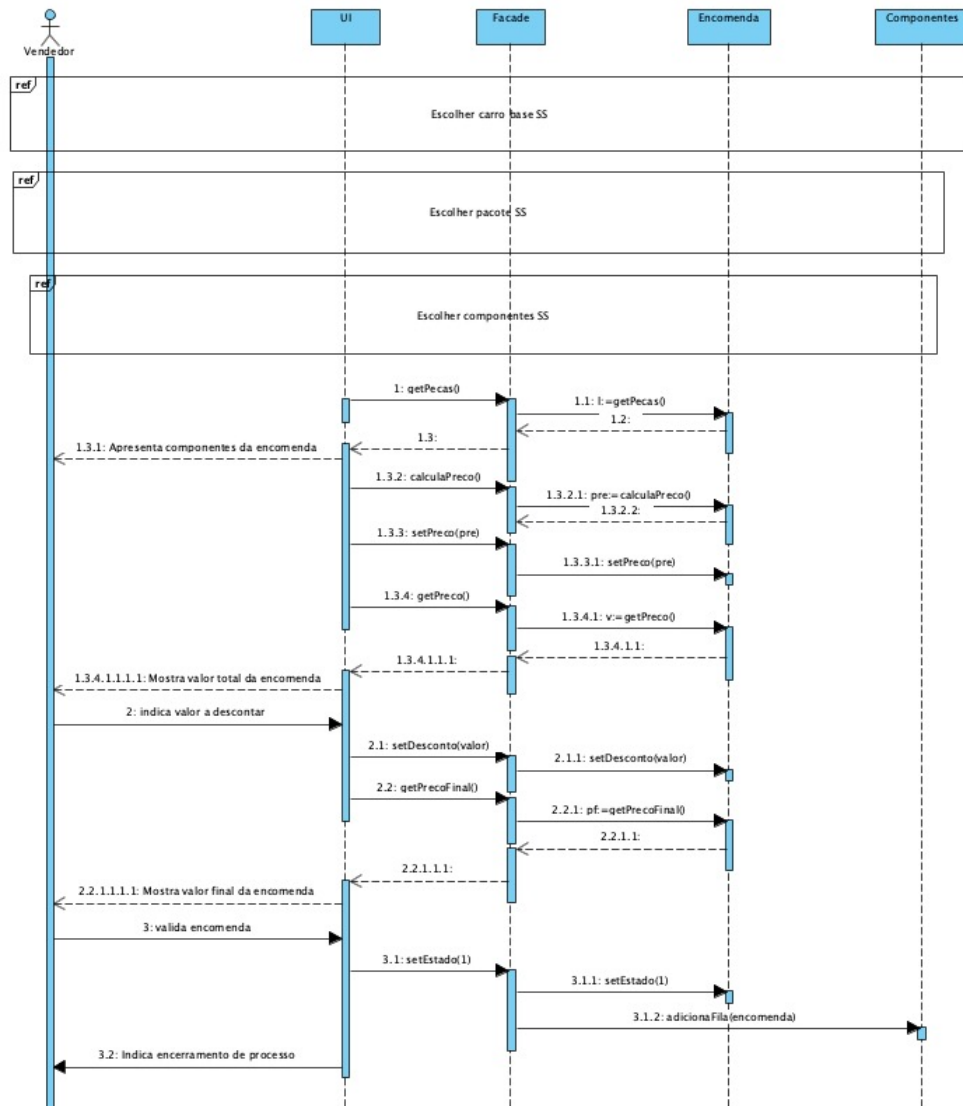 UI
Facade
Encomenda
Componentes
Vendedor
ref
Escolher carro base SS
ref
Escolher pacote SS
ref
Escolher componentes SS
1: getPecas()
1.1: l:=getPecas()
1.2:
1.3:
1.3.1: Apresenta componentes da encomenda
1.3.2: calculaPreco()
1.3.2.1: pre:=calculaPreco()
1.3.2.2:
1.3.3: setPreco(pre)
1.3.3.1: setPreco(pre)
1.3.4: getPreco()
1.3.4.1: v:=getPreco()
1.3.4.1.1:
1.3.4.1.1.1:
1.3.4.1.1.1.1: Mostra valor total da encomenda
2: indica valor a descontar
2.1: setDesconto(valor)
2.1.1: setDesconto(valor)
2.2: getPrecoFinal()
2.2.1: pf:=getPrecoFinal()
2.2.1.1:
2.2.1.1.1:
2.2.1.1.1.1: Mostra valor final da encomenda
3: valida encomenda
3.1: setEstado(1)
3.1.1: setEstado(1)
3.1.2: adicionaFila(encomenda)
3.2: Indica encerramento de processo